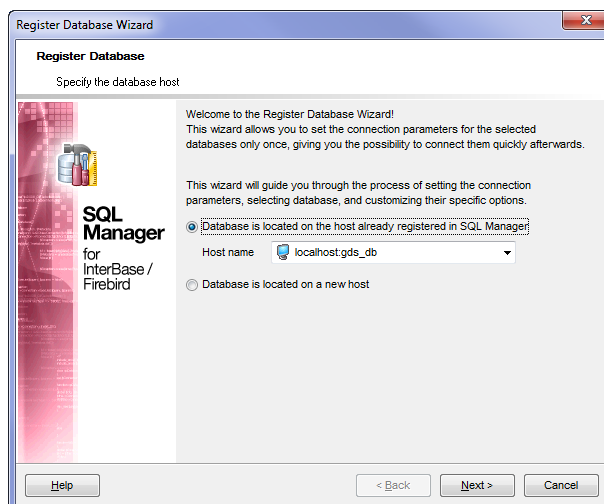 Register Database Wizard
Register Database
Specify the database host
Welcome to the Register Database Wizard!
This wizard allows you to set the connection parameters for the selected
databases only once, giving you the possibility to connect them quickly afterwards.
This wizard will guide you through the process of setting the connection
parameters, selecting database, and customizing their specific options.
SQL
Manager
for
InterBase /
Firebird
Database is located on the host already registered in SQL Manager
Host name localhost:gds_db
Database is located on a new host
Help < Back Next > Cancel